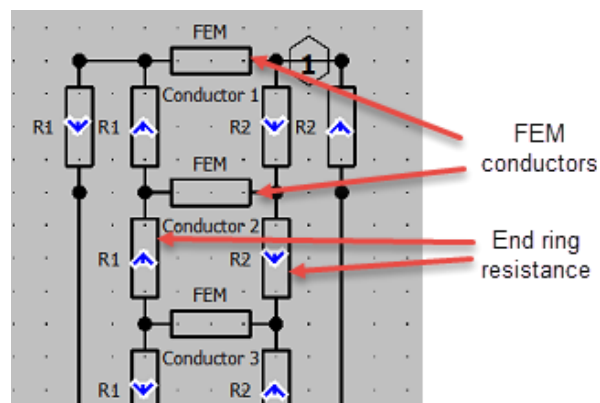 FEM
1
Conductor 1
R1 R1 R2 R2
FEM
FEM
conductors
Conductor 2
R1 R2
End ring
resistance
FEM
Conductor 3
R1 R2